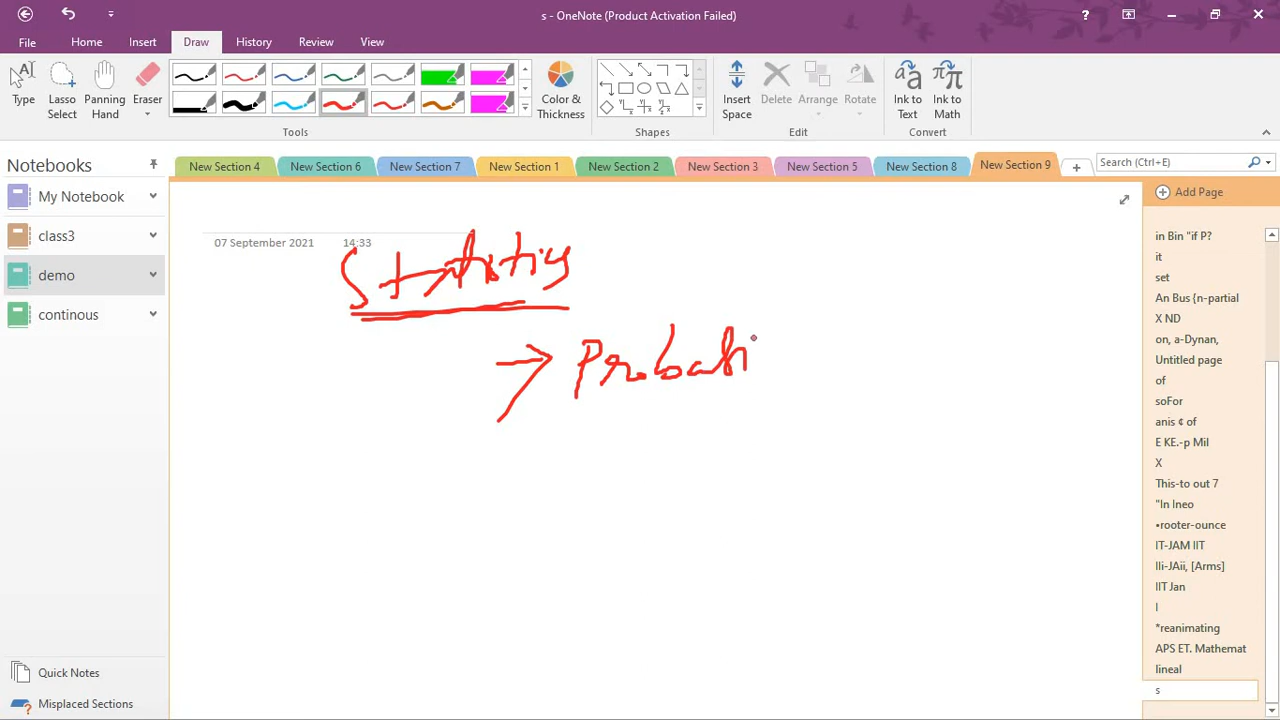 s - OneNote (Product Activation Failed)
?
File Home Insert Draw History Review View
Type
Lasso Select
Panning Hand
Eraser
Color & Thickness
Insert Space
Delete
Arrange
Rotate
Ink to Text
Ink to Math
Tools
Shapes
Edit
Convert
Notebooks
My Notebook
class3
demo
continous
Quick Notes
Misplaced Sections
New Section 4 New Section 6 New Section 7 New Section 1 New Section 2 New Section 3 New Section 5 New Section 8 New Section 9
Search (Ctrl+E)
07 September 2021 14:33
Statistics
→ Probabi
Add Page
in Bin "if P?
it
set
An Bus {n-partial
X ND
on, a-Dynan,
Untitled page
of
soFor
anis ¢ of
E KE.-p Mil
X
This-to out 7
"In Ineo
•rooter-ounce
IT-JAM IIT
IIi-JAii, [Arms]
IIT Jan
I
*reanimating
APS ET. Mathemat
lineal
s